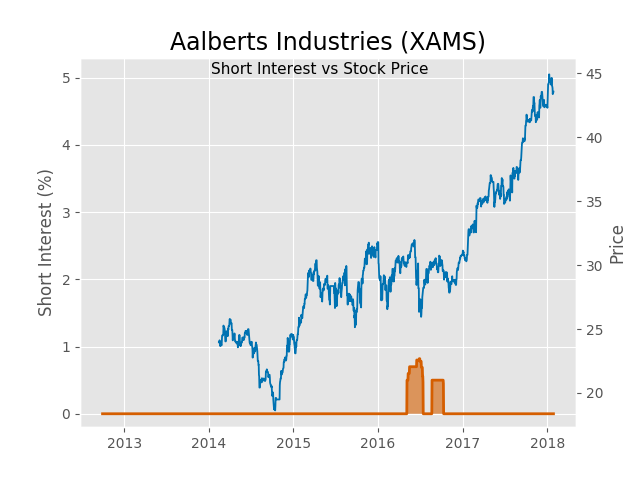 Aalberts Industries (XAMS)
Short Interest vs Stock Price
Short Interest (%)
5
4
3
2
1
0
45
40
35
30
25
20
Price
2013 2014 2015 2016 2017 2018